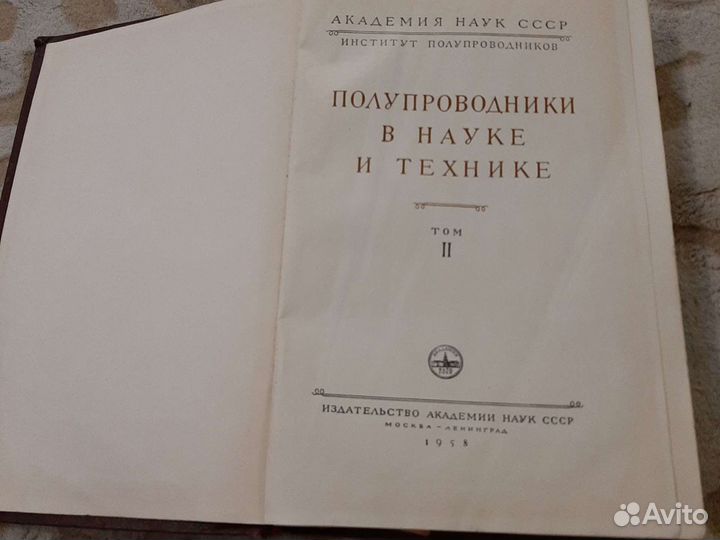 АКАДЕМИЯ НАУК СССР
ИНСТИТУТ ПОЛУПРОВОДНИКОВ
ПОЛУПРОВОДНИКИ
В НАУКЕ
И ТЕХНИКЕ
ТОМ
II
ИЗДАТЕЛЬСТВО АКАДЕМИИ НАУК СССР
МОСКВА – ЛЕНИНГРАД
1958
Avito